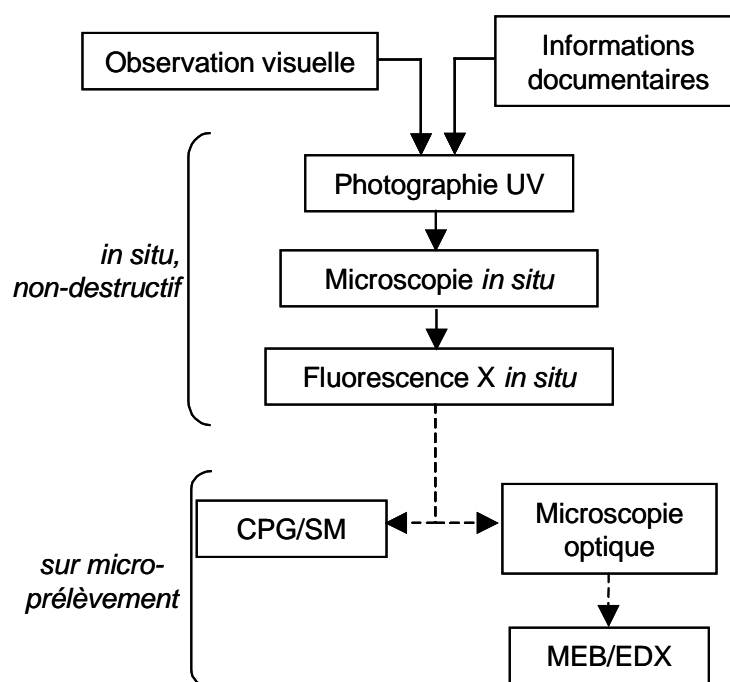 Observation visuelle
Informations
documentaires
Photographie UV
in situ,
non-destructif
Microscopie in situ
Fluorescence X in situ
CPG/SM
Microscopie
optique
sur micro-
prélèvement
MEB/EDX